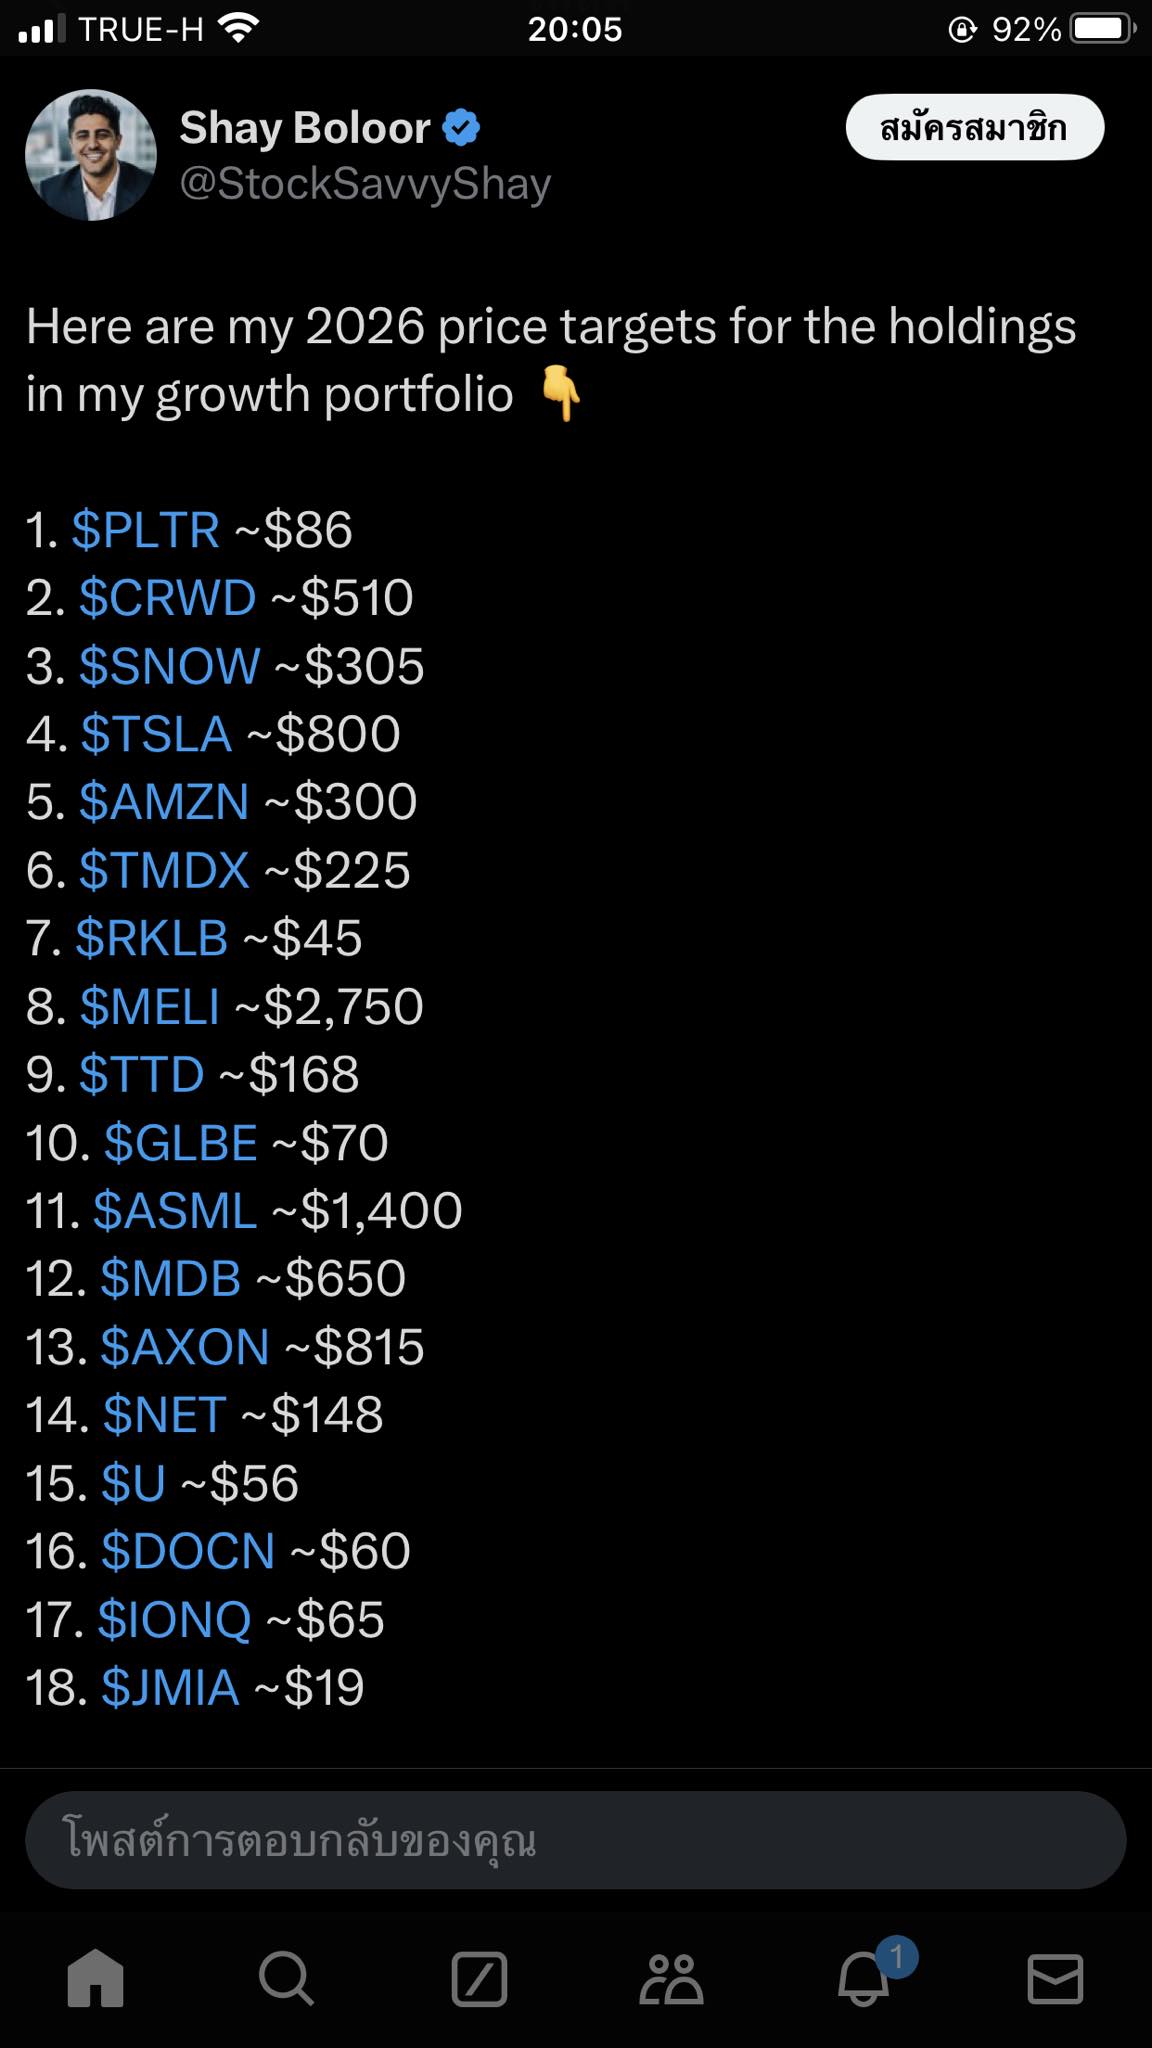 TRUE-H 20:05 92%
Shay Boloor
@StockSavvyShay
สมัครสมาชิก
Here are my 2026 price targets for the holdings
in my growth portfolio 👇
1. $PLTR ~$86
2. $CRWD ~$510
3. $SNOW ~$305
4. $TSLA ~$800
5. $AMZN ~$300
6. $TMDX ~$225
7. $RKLB ~$45
8. $MELI ~$2,750
9. $TTD ~$168
10. $GLBE ~$70
11. $ASML ~$1,400
12. $MDB ~$650
13. $AXON ~$815
14. $NET ~$148
15. $U ~$56
16. $DOCN ~$60
17. $IONQ ~$65
18. $JMIA ~$19
โพสต์การตอบกลับของคุณ
1